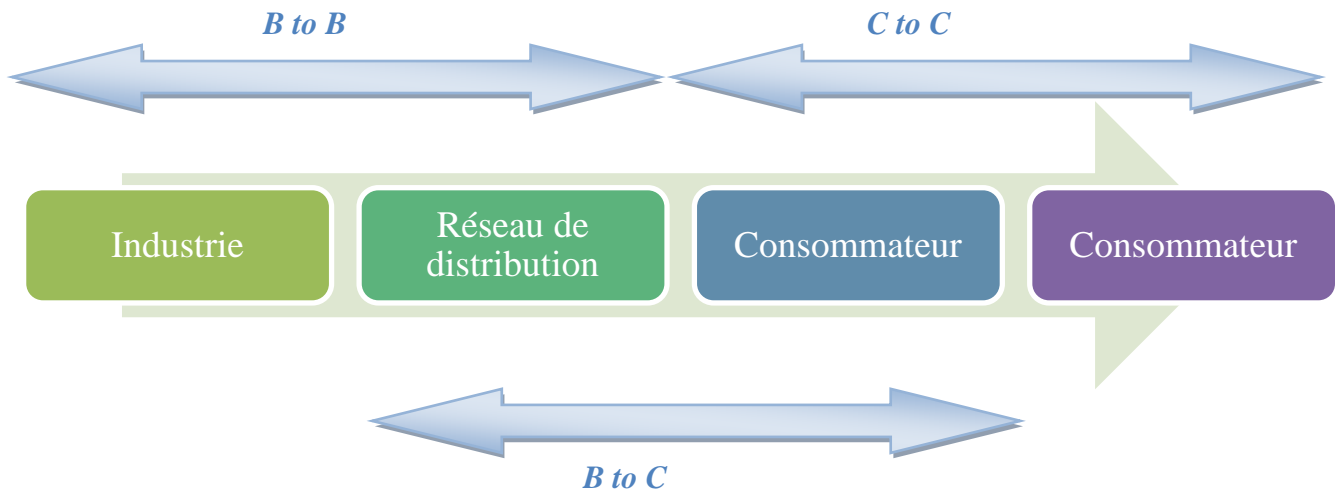 B to B
C to C
Industrie
Réseau de
distribution
Consommateur
Consommateur
B to C